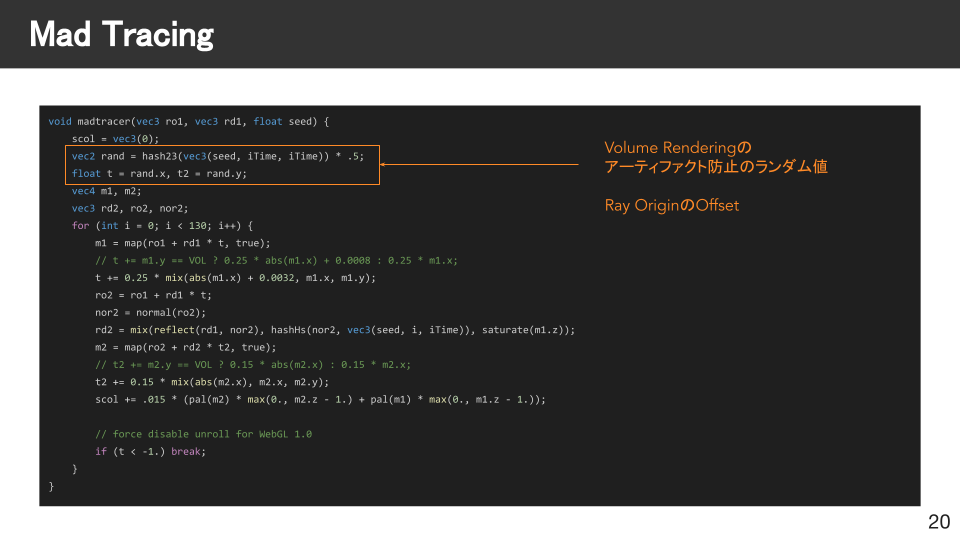 Mad Tracing
void madtracer(vec3 ro1, vec3 rd1, float seed) {
    scol = vec3(0);
    vec2 rand = hash23(vec3(seed, iTime, iTime)) * .5;
    float t = rand.x, t2 = rand.y;
    vec4 m1, m2;
    vec3 rd2, ro2, nor2;
    for (int i = 0; i < 130; i++) {
        m1 = map(ro1 + rd1 * t, true);
        // t += m1.y == VOL ? 0.25 * abs(m1.x) + 0.0008 : 0.25 * m1.x;
        t += 0.25 * mix(abs(m1.x) + 0.0032, m1.x, m1.y);
        ro2 = ro1 + rd1 * t;
        nor2 = normal(ro2);
        rd2 = mix(reflect(rd1, nor2), hashHs(nor2, vec3(seed, i, iTime)), saturate(m1.z));
        m2 = map(ro2 + rd2 * t2, true);
        // t2 += m2.y == VOL ? 0.15 * abs(m2.x) : 0.15 * m2.x;
        t2 += 0.15 * mix(abs(m2.x), m2.x, m2.y);
        scol += .015 * (pal(m2) * max(0., m2.z - 1.) + pal(m1) * max(0., m1.z - 1.));
        // force disable unroll for WebGL 1.0
        if (t < -1.) break;
    }
}
Volume Renderingの
アーティファクト防止のランダム値
Ray OriginのOffset
20